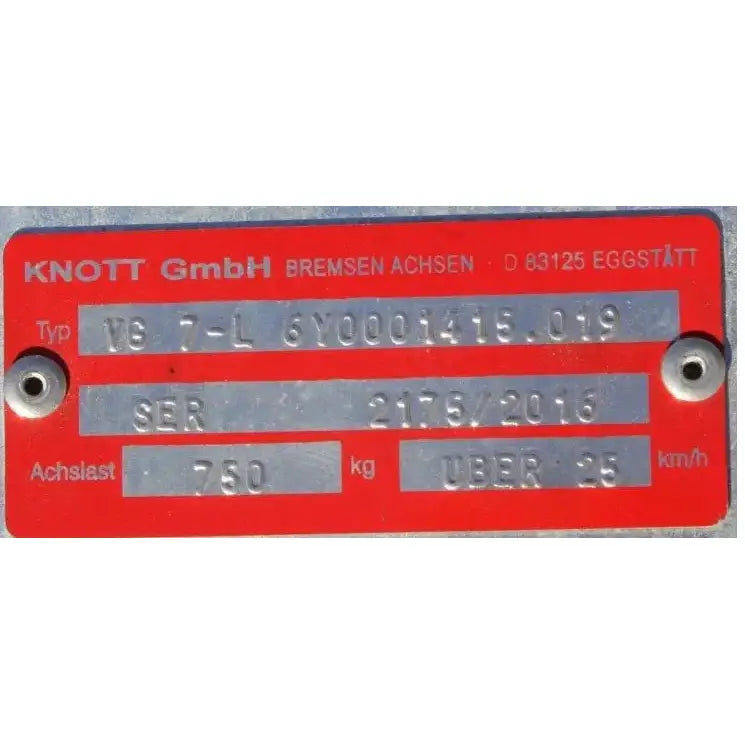 KNOTT GmbH BREMSEN ACHSEN · D 83125 EGGSTÄTT
Typ VG 7-L 6Y0001415.019
SER 2175/2016
Achslast 750 kg UBER 25 km/h